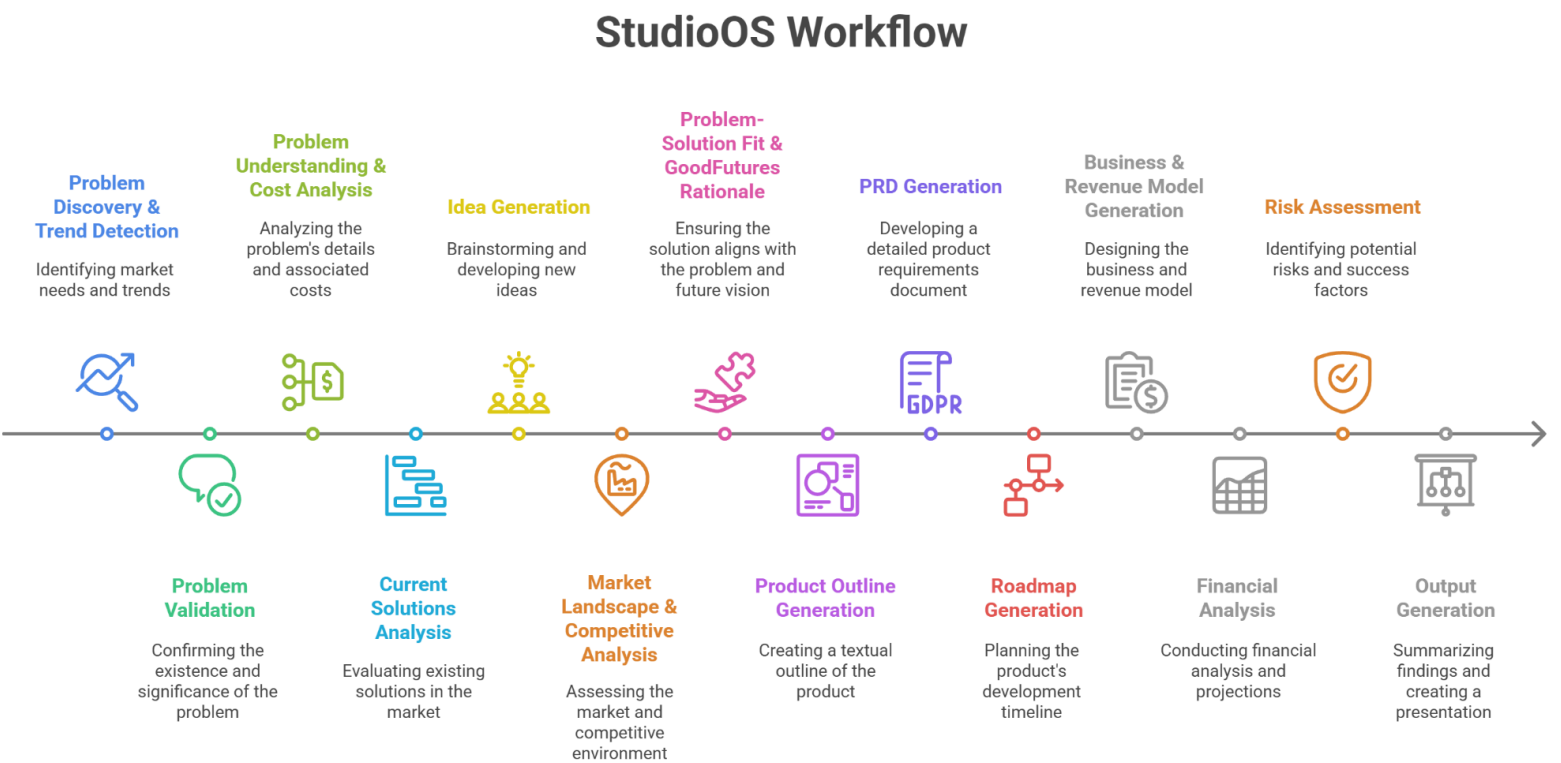 StudioOS Workflow
Problem
Discovery &
Trend Detection
Identifying market
needs and trends
Problem
Validation
Confirming the
existence and
significance of the
problem
Problem
Understanding &
Cost Analysis
Analyzing the
problem's details
and associated
costs
$
Current
Solutions
Analysis
Evaluating existing
solutions in the
market
Idea Generation
Brainstorming and
developing new
ideas
Market
Landscape &
Competitive
Analysis
Assessing the
market and
competitive
environment
Problem-
Solution Fit &
GoodFutures
Rationale
Ensuring the
solution aligns with
the problem and
future vision
Product Outline
Generation
Creating a textual
outline of the
product
PRD Generation
Developing a
detailed product
requirements
document
GDPR
Roadmap
Generation
Planning the
product's
development
timeline
Business &
Revenue Model
Generation
Designing the
business and
revenue model
$
Financial
Analysis
Conducting financial
analysis and
projections
Risk Assessment
Identifying potential
risks and success
factors
Output
Generation
Summarizing
findings and
creating a
presentation